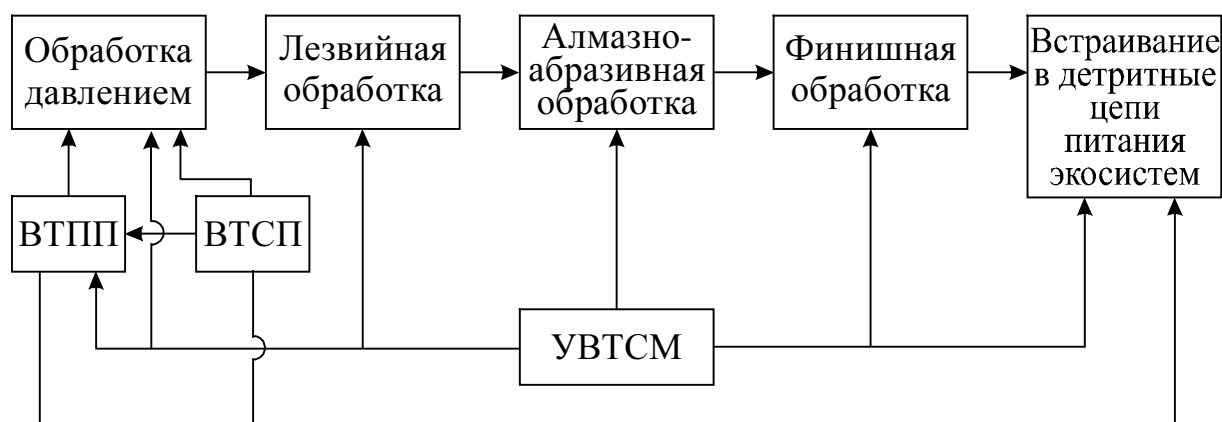 Обработка
давлением
Лезвийная
обработка
Алмазно-
абразивная
обработка
Финишная
обработка
Встраивание
в детритные
цепи
питания
экосистем
ВТПП
ВТСП
УВТСМ